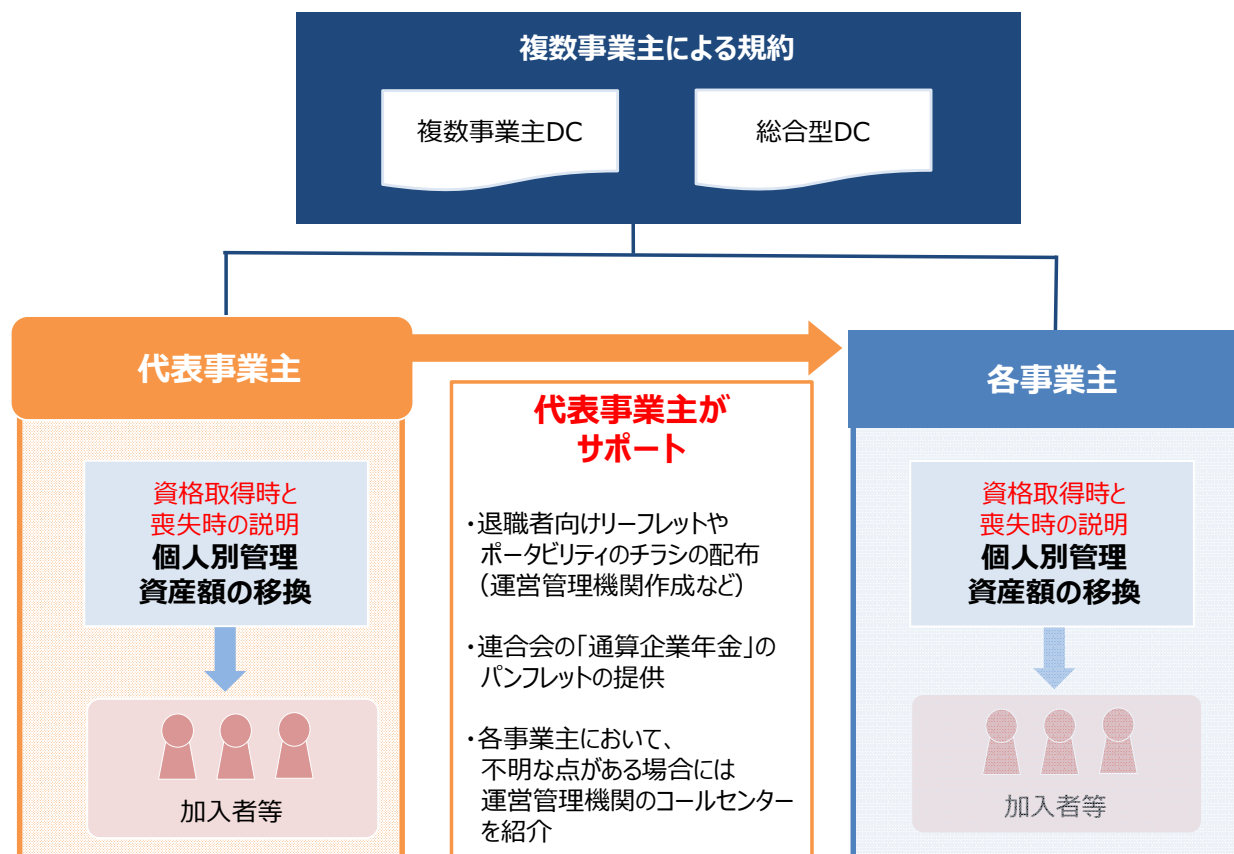 複数事業主による規約
複数事業主DC
総合型DC
代表事業主
資格取得時と
喪失時の説明
個人別管理
資産額の移換
加入者等
代表事業主が
サポート
・退職者向けリーフレットや
ポータビリティのチラシの配布
（運営管理機関作成など）
・連合会の「通算企業年金」の
パンフレットの提供
・各事業主において、
不明な点がある場合には
運営管理機関のコールセンター
を紹介
各事業主
資格取得時と
喪失時の説明
個人別管理
資産額の移換
加入者等